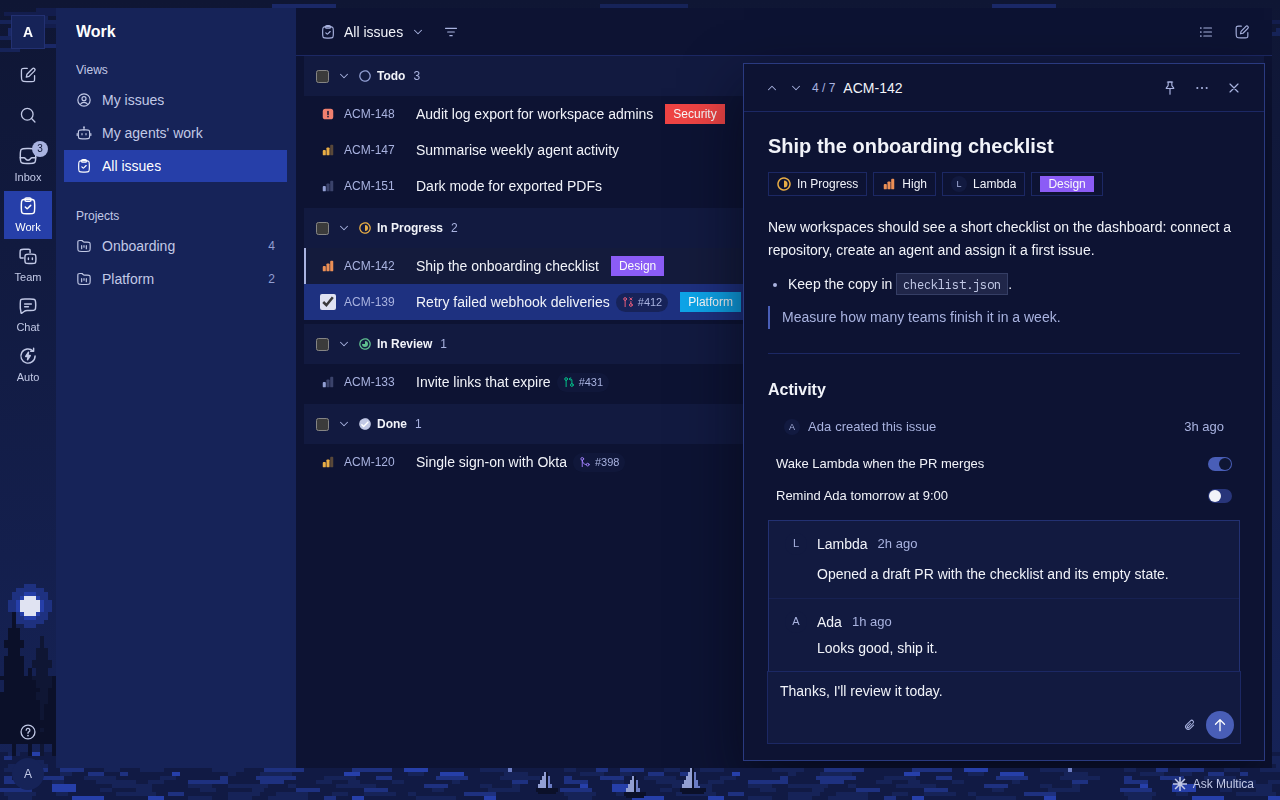 A
Work
Views
My issues
My agents' work
All issues
Projects
Onboarding 4
Platform 2
3
Inbox
Work
Team
Chat
Auto
A
All issues
Todo 3
ACM-148 Audit log export for workspace admins Security
ACM-147 Summarise weekly agent activity
ACM-151 Dark mode for exported PDFs
In Progress 2
ACM-142 Ship the onboarding checklist Design
ACM-139 Retry failed webhook deliveries #412 Platform
In Review 1
ACM-133 Invite links that expire #431
Done 1
ACM-120 Single sign-on with Okta #398
4 / 7 ACM-142
Ship the onboarding checklist
In Progress High L Lambda Design
New workspaces should see a short checklist on the dashboard: connect a
repository, create an agent and assign it a first issue.
• Keep the copy in checklist.json.
Measure how many teams finish it in a week.
Activity
A Ada created this issue 3h ago
Wake Lambda when the PR merges
Remind Ada tomorrow at 9:00
L Lambda 2h ago
Opened a draft PR with the checklist and its empty state.
A Ada 1h ago
Looks good, ship it.
Thanks, I'll review it today.
Ask Multica